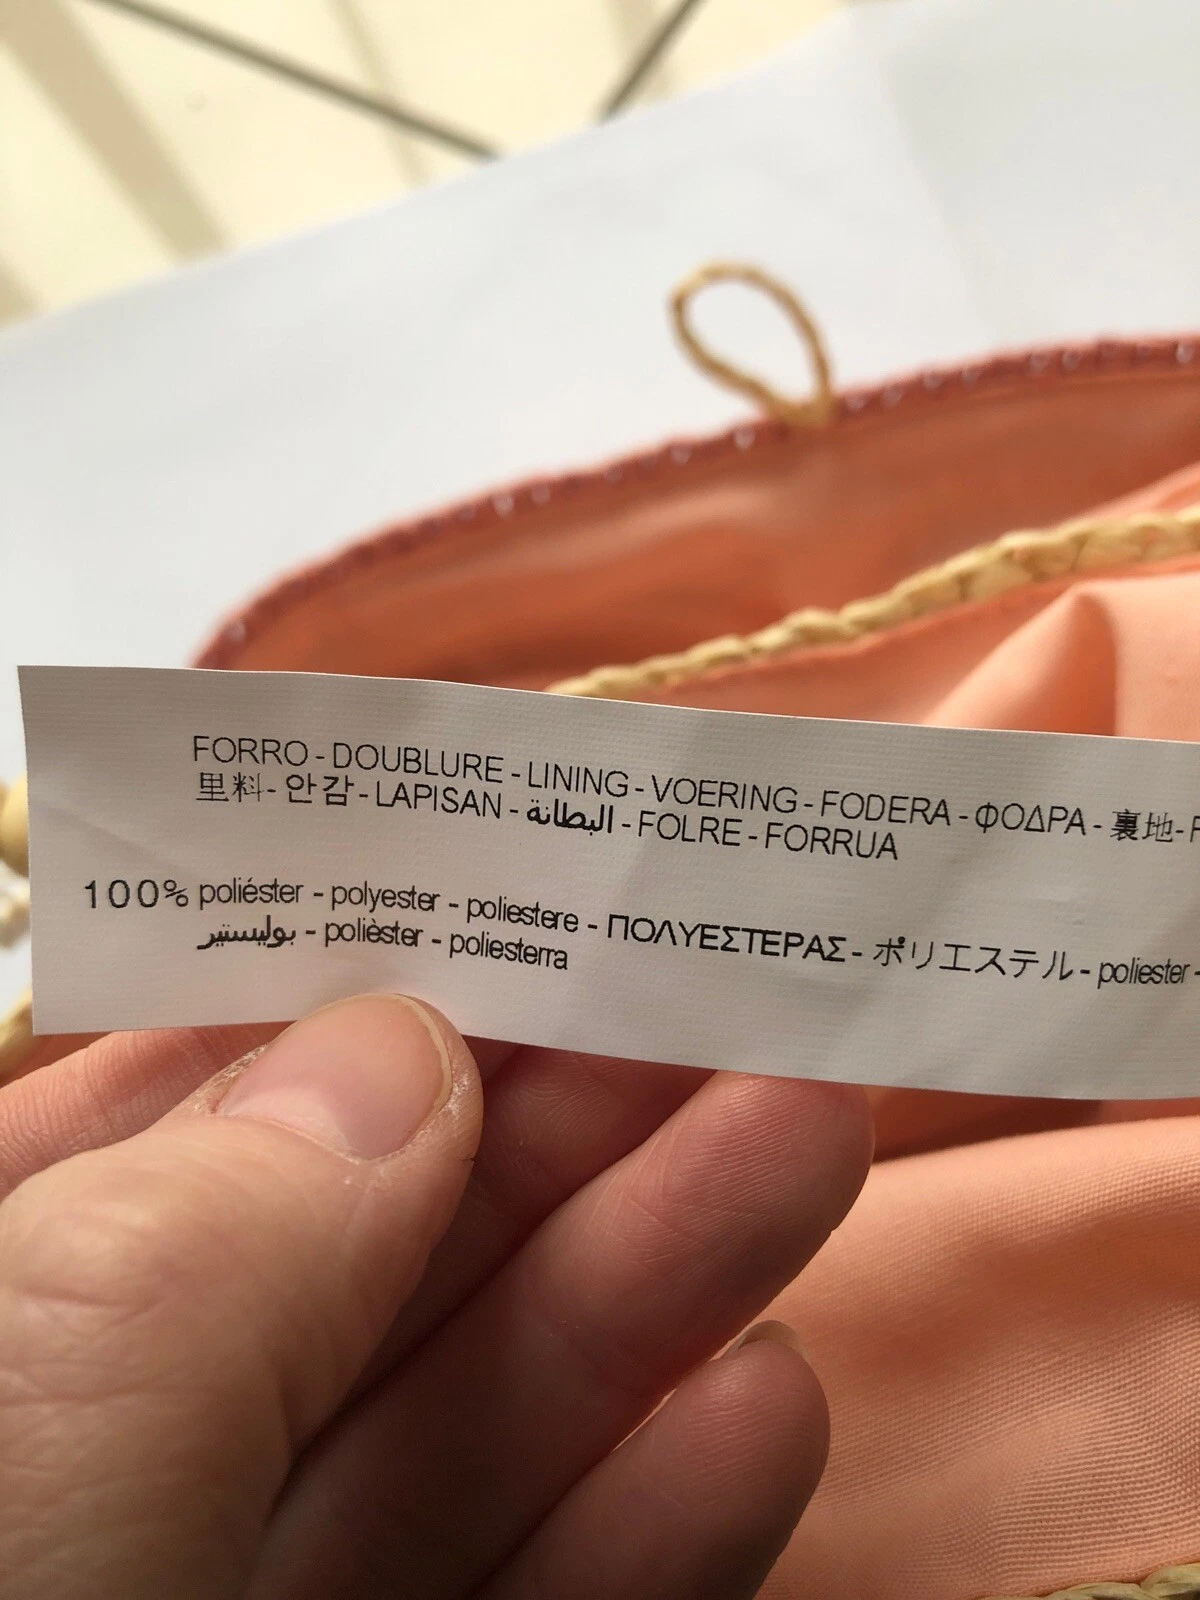 FORRO - DOUBLURE - LINING - VOERING - FODERA - ΦΟΔΡΑ - 裏地 -
里料 - 안감 - LAPISAN - البطانة - FOLRE - FORRUA
100% poliéster - polyester - poliestere - ΠΟΛΥΕΣΤΕΡΑΣ - ポリエステル - poliester -
بوليستير - polièster - poliesterra